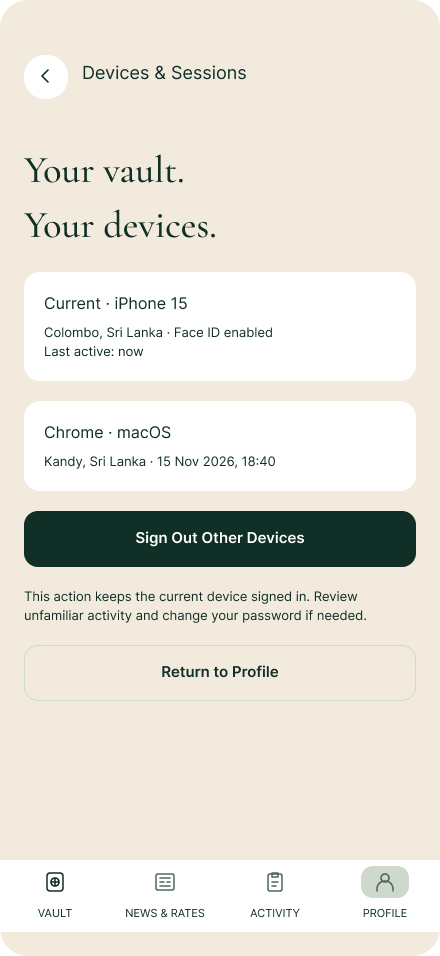 Devices & Sessions
Your vault.
Your devices.
Current · iPhone 15
Colombo, Sri Lanka · Face ID enabled
Last active: now
Chrome · macOS
Kandy, Sri Lanka · 15 Nov 2026, 18:40
Sign Out Other Devices
This action keeps the current device signed in. Review
unfamiliar activity and change your password if needed.
Return to Profile
VAULT
NEWS & RATES
ACTIVITY
PROFILE